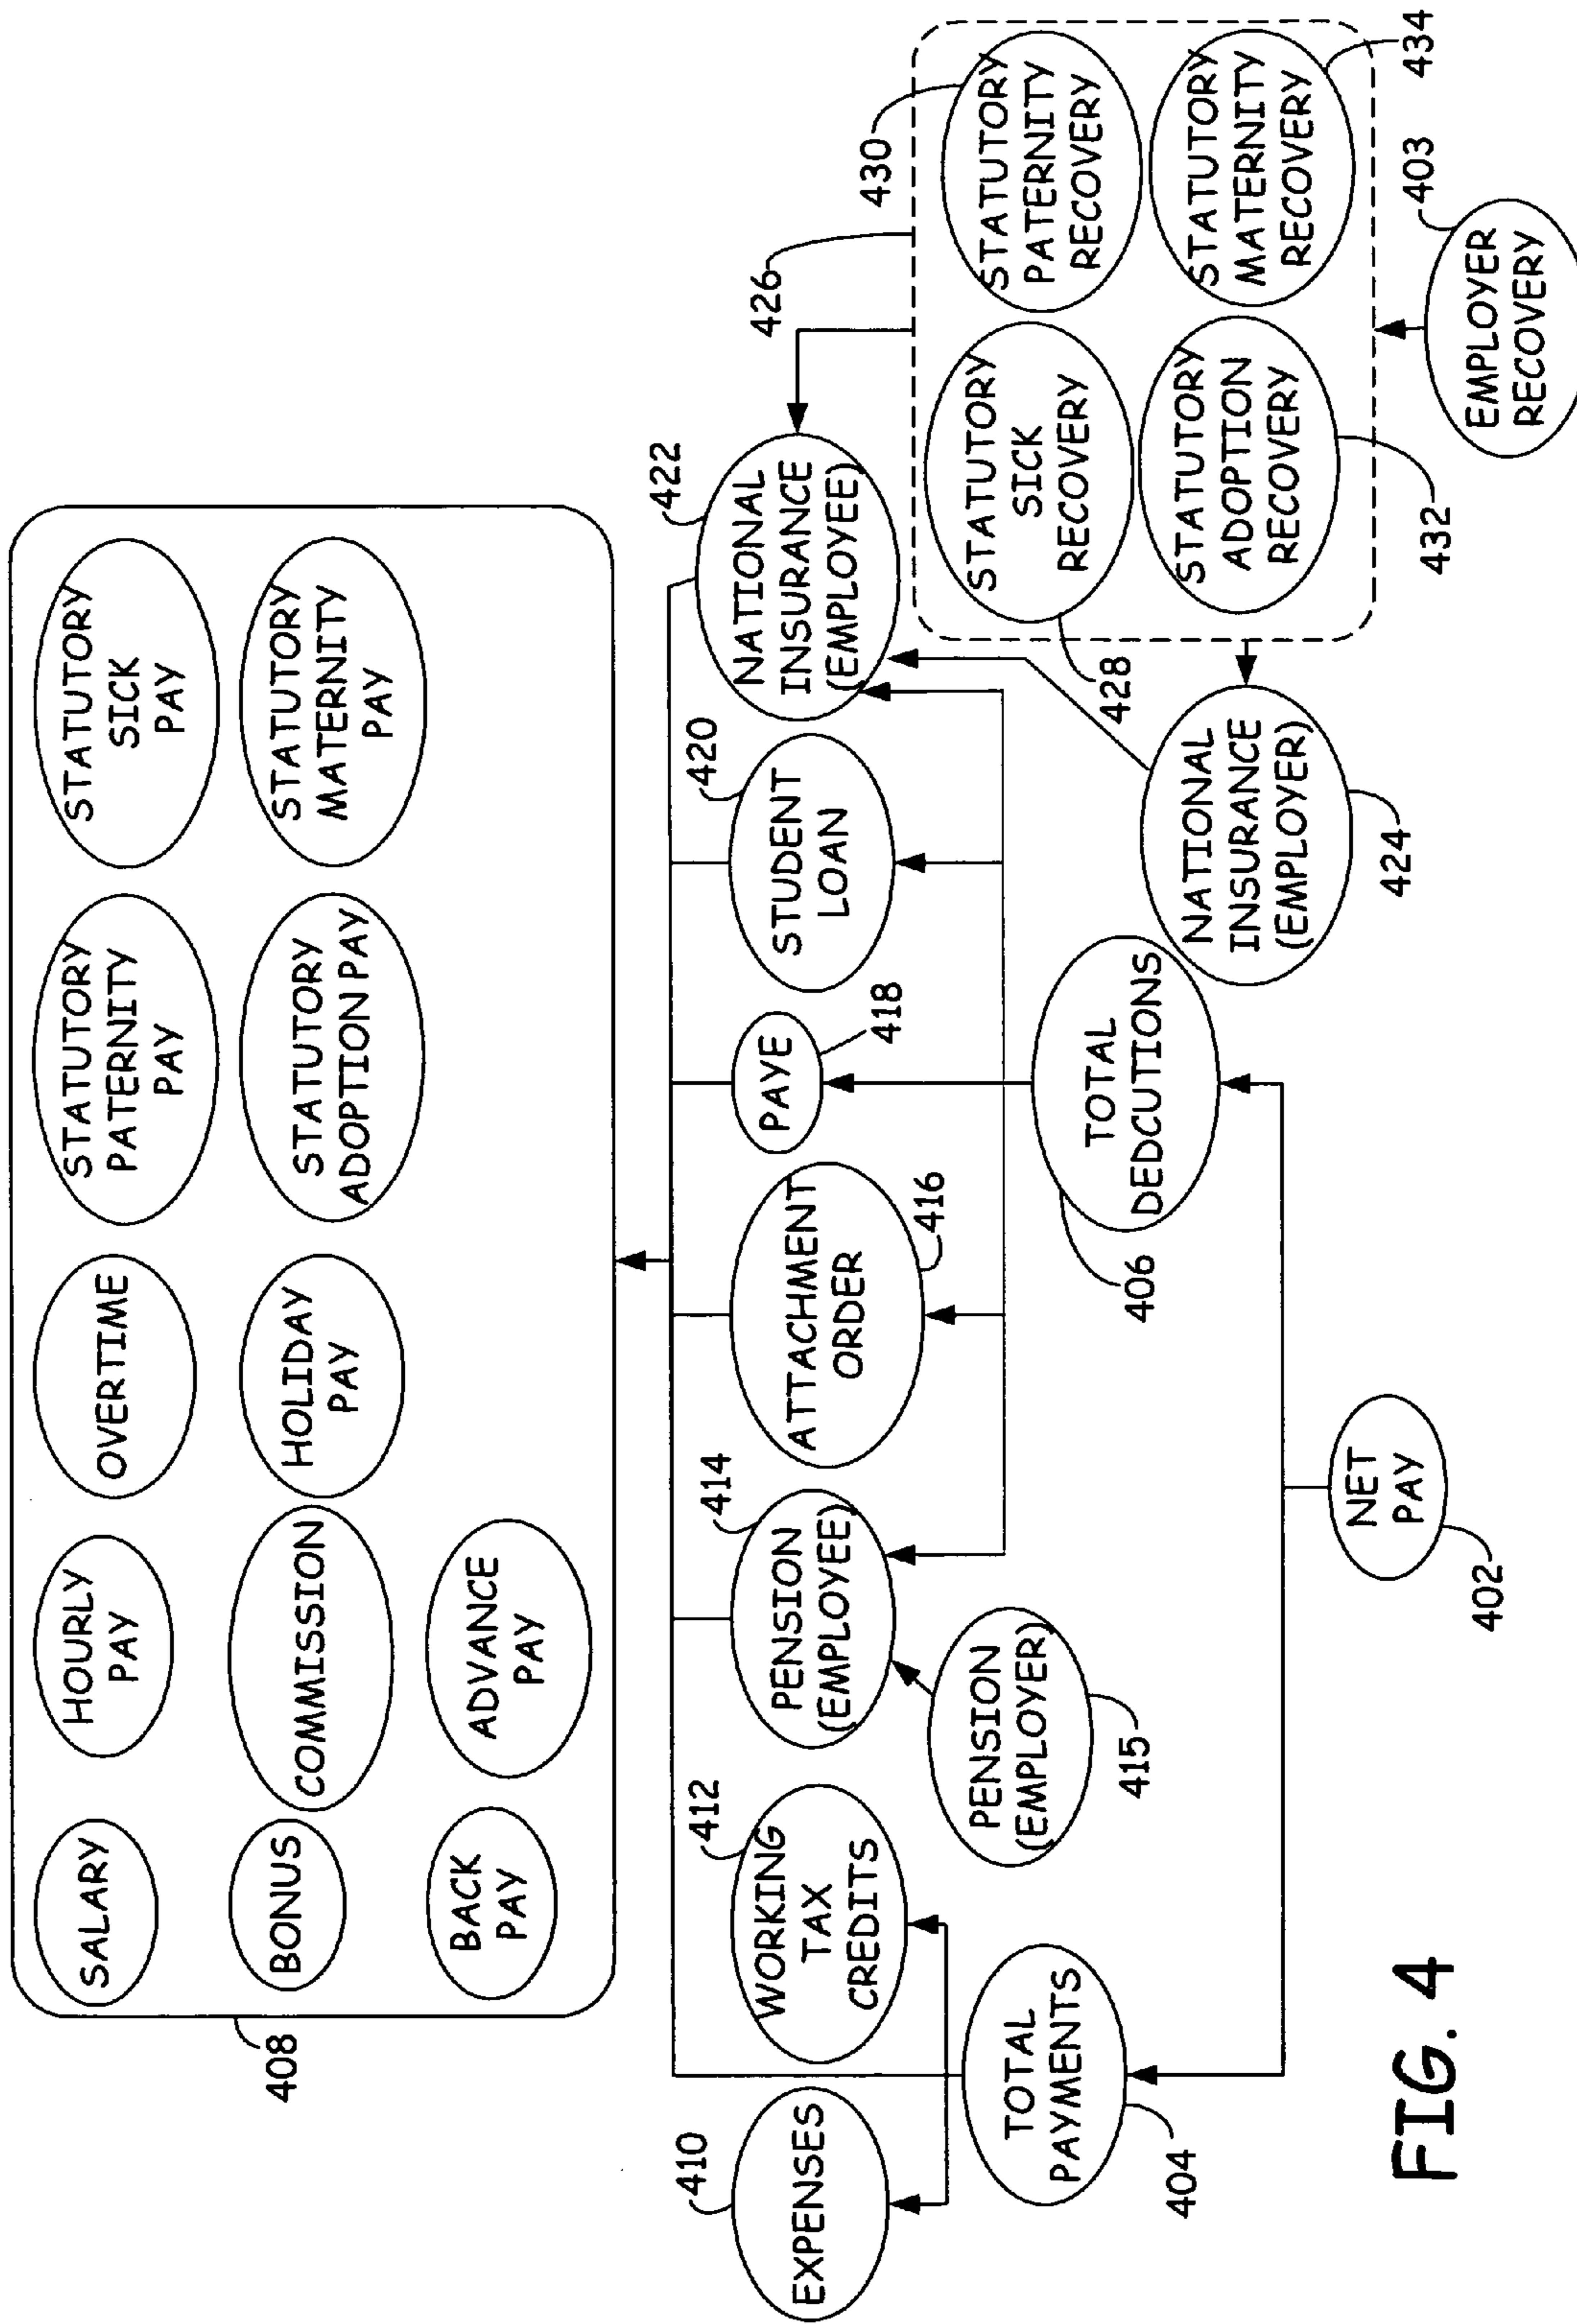 SALARY
HOURLY
PAY
OVERTIME
STATUTORY
PATERNITY
PAY
STATUTORY
SICK
PAY
BONUS
COMMISSION
HOLIDAY
PAY
STATUTORY
ADOPTION PAY
STATUTORY
MATERNITY
PAY
BACK
PAY
ADVANCE
PAY
408
410
EXPENSES
412
WORKING
TAX
CREDITS
414
PENSION
(EMPLOYEE)
416
ATTACHMENT
ORDER
418
PAYE
420
STUDENT
LOAN
422
NATIONAL
INSURANCE
(EMPLOYEE)
426
430
404
TOTAL
PAYMENTS
PENSION
(EMPLOYER)
415
406
TOTAL
DEDCUTIONS
NATIONAL
INSURANCE
(EMPLOYER)
424
428
STATUTORY
SICK
RECOVERY
STATUTORY
PATERNITY
RECOVERY
STATUTORY
ADOPTION
RECOVERY
STATUTORY
MATERNITY
RECOVERY
432
434
NET
PAY
402
EMPLOYER
RECOVERY
403
FIG. 4